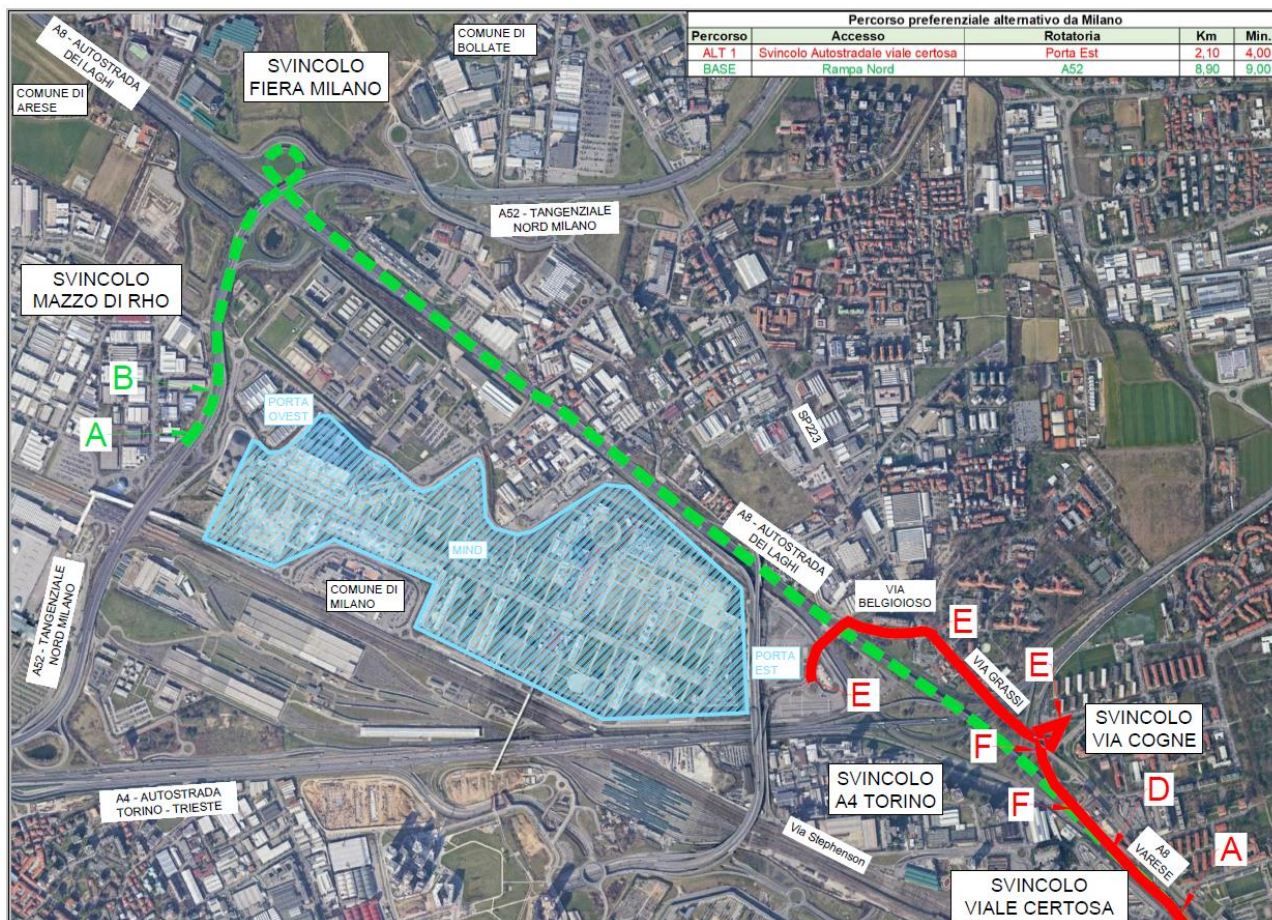 Percorso preferenziale alternativo da Milano
Percorso Accesso Rotatoria Km Min.
ALT 1 Svincolo Autostradale viale certosa Porta Est 2,10 4,00
BASE Rampa Nord A52 8,90 9,00
A8 - AUTOSTRADA
DEI LAGHI
COMUNE DI
BOLLATE
SVINCOLO
FIERA MILANO
COMUNE DI
ARESE
A52 - TANGENZIALE
NORD MILANO
SVINCOLO
MAZZO DI RHO
B
PORTA
OVEST
A
SP223
MIND
A8 - AUTOSTRADA
DEI LAGHI
COMUNE DI
MILANO
VIA
BELGIOIOSO
A52 - TANGENZIALE
NORD MILANO
E
PORTA
EST
VIA GRASSI
E
E
SVINCOLO
VIA COGNE
F
SVINCOLO
A4 TORINO
D
F
A4 - AUTOSTRADA
TORINO - TRIESTE
Via Stephenson
A8
VARESE
A
SVINCOLO
VIALE CERTOSA